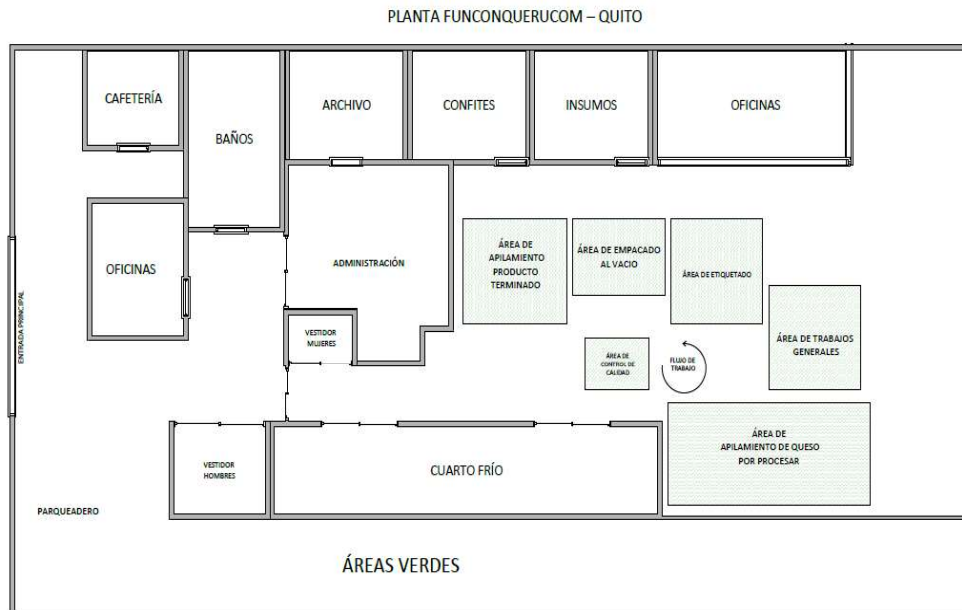 PLANTA FUNCONQUERUCOM – QUITO
CAFETERÍA
BAÑOS
ARCHIVO
CONFITES
INSUMOS
OFICINAS
OFICINAS
ADMINISTRACIÓN
ÁREA DE
APILAMIENTO
PRODUCTO
TERMINADO
ÁREA DE EMPACADO
AL VACIO
ÁREA DE ETIQUETADO
ÁREA DE TRABAJOS
GENERALES
ENTRADA PRINCIPAL
VESTIDOR
MUJERES
ÁREA DE
CONTROL DE
CALIDAD
FLUJO DE
TRABAJO
ÁREA DE
APILAMIENTO DE QUESO
POR PROCESAR
VESTIDOR
HOMBRES
CUARTO FRÍO
PARQUEADERO
ÁREAS VERDES